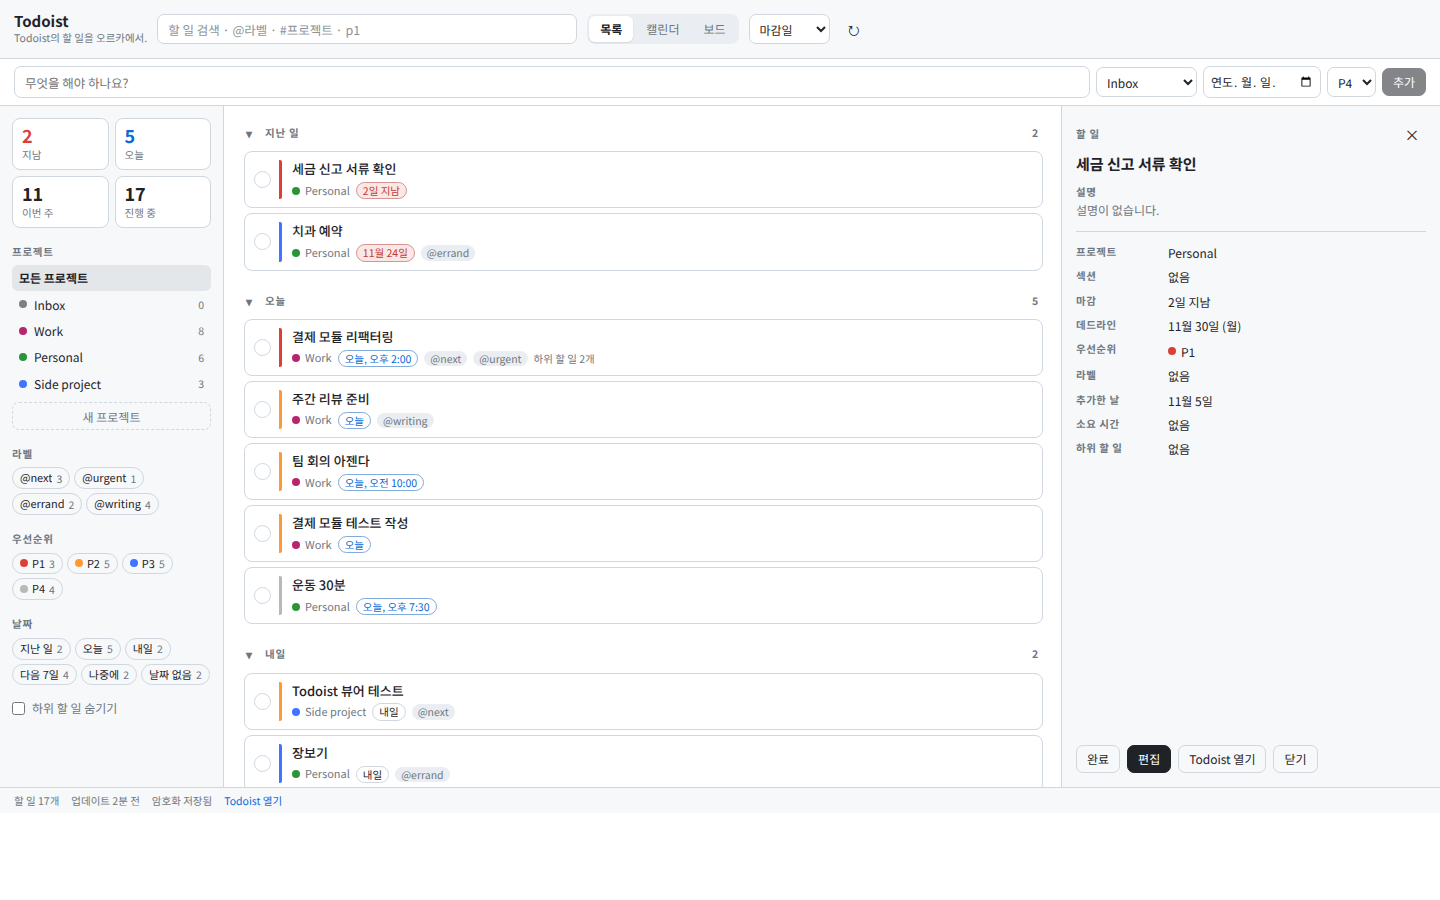 Todoist
Todoist의 할 일을 오르카에서.
할 일 검색 · @라벨 · #프로젝트 · p1
목록 캘린더 보드
마감일
무엇을 해야 하나요?
Inbox
연도. 월. 일.
P4
추가
2
지남
5
오늘
11
이번 주
17
진행 중
프로젝트
모든 프로젝트
Inbox 0
Work 8
Personal 6
Side project 3
새 프로젝트
라벨
@next 3 @urgent 1
@errand 2 @writing 4
우선순위
P1 3 P2 5 P3 5
P4 4
날짜
지난 일 2 오늘 5 내일 2
다음 7일 4 나중에 2 날짜 없음 2
하위 할 일 숨기기
지난 일 2
세금 신고 서류 확인
Personal 2일 지남
치과 예약
Personal 11월 24일 @errand
오늘 5
결제 모듈 리팩터링
Work 오늘, 오후 2:00 @next @urgent 하위 할 일 2개
주간 리뷰 준비
Work 오늘 @writing
팀 회의 아젠다
Work 오늘, 오전 10:00
결제 모듈 테스트 작성
Work 오늘
운동 30분
Personal 오늘, 오후 7:30
내일 2
Todoist 뷰어 테스트
Side project 내일 @next
장보기
Personal 내일 @errand
할 일
세금 신고 서류 확인
설명
설명이 없습니다.
프로젝트 Personal
섹션 없음
마감 2일 지남
데드라인 11월 30일 (월)
우선순위 P1
라벨 없음
추가한 날 11월 5일
소요 시간 없음
하위 할 일 없음
완료 편집 Todoist 열기 닫기
할 일 17개 업데이트 2분 전 암호화 저장됨 Todoist 열기